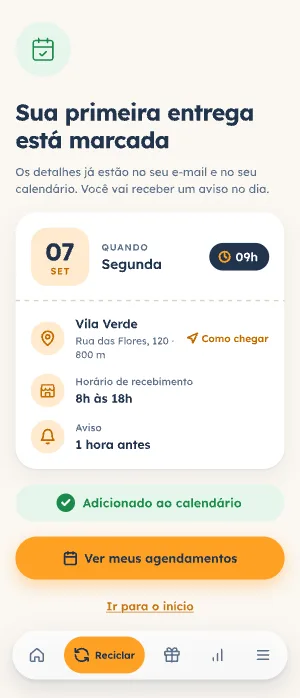 Sua primeira entrega
está marcada
Os detalhes já estão no seu e-mail e no seu
calendário. Você vai receber um aviso no dia.
07
SET
QUANDO
Segunda
09h
Vila Verde
Rua das Flores, 120 ·
800 m
Como chegar
Horário de recebimento
8h às 18h
Aviso
1 hora antes
Adicionado ao calendário
Ver meus agendamentos
Ir para o início
Reciclar